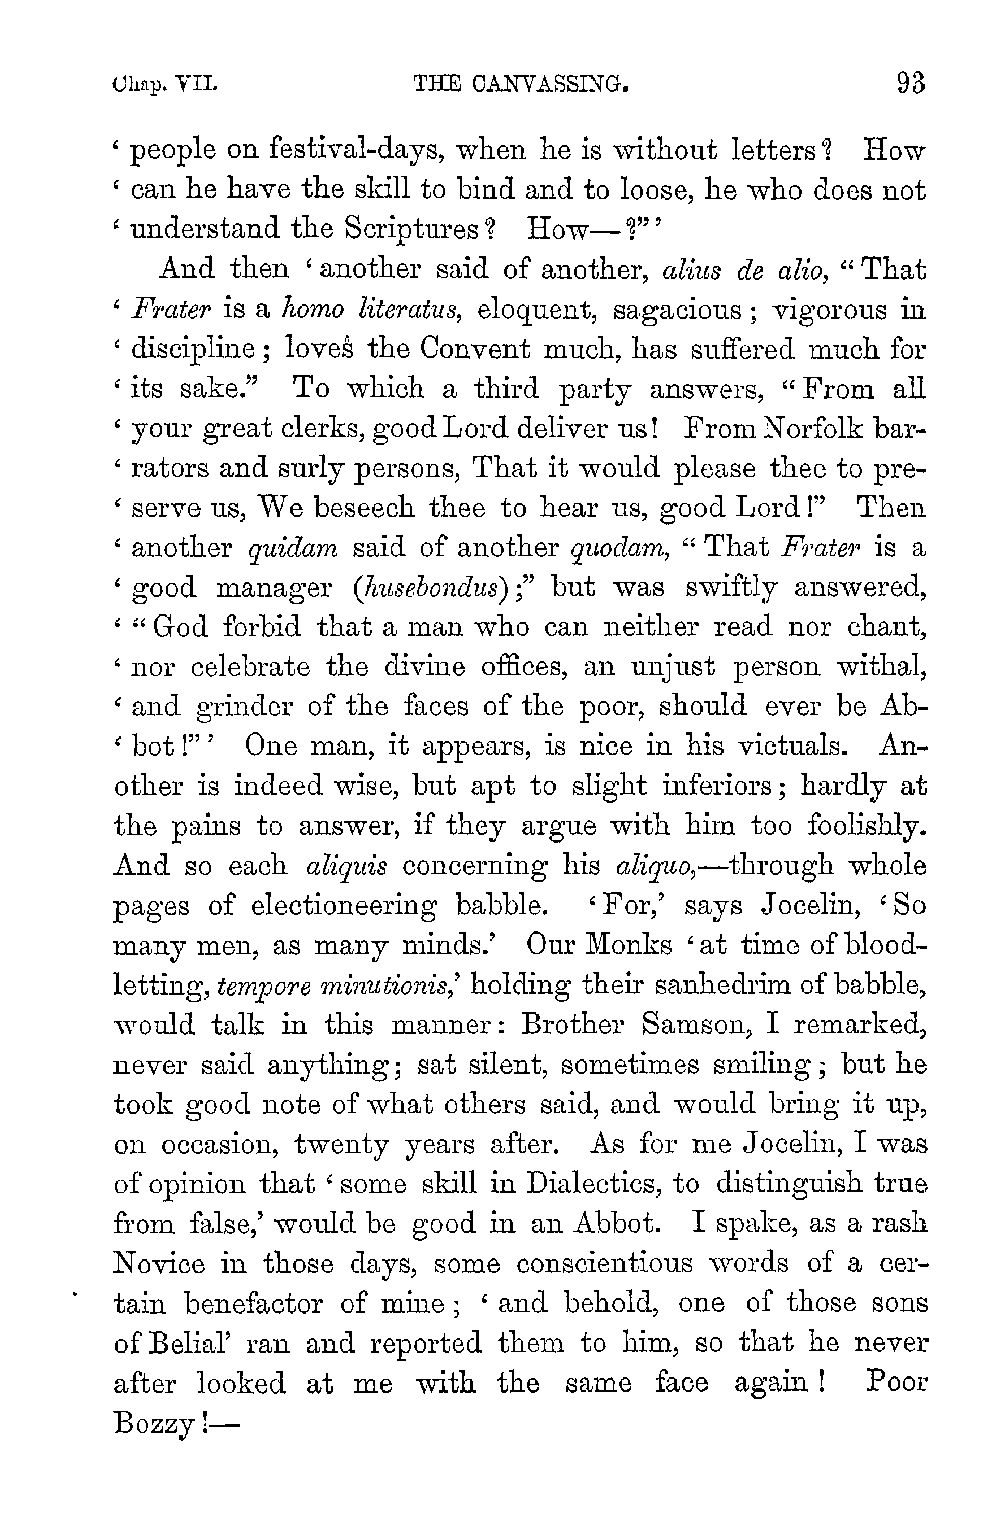 Chap. VII. THE CANVASSING. 93
‘ people on festival-days, when he is without letters? How
‘ can he have the skill to bind and to loose, he who does not
‘ understand the Scriptures? How—?” ’
And then ‘ another said of another, alius de alio, “ That
‘ Frater is a homo literatus, eloquent, sagacious ; vigorous in
‘ discipline ; loves the Convent much, has suffered much for
‘ its sake.” To which a third party answers, “ From all
‘ your great clerks, good Lord deliver us! From Norfolk bar-
‘ rators and surly persons, That it would please thee to pre-
‘ serve us, We beseech thee to hear us, good Lord !” Then
‘ another quidam said of another quodam, “ That Frater is a
‘ good manager (husebondus) ;” but was swiftly answered,
‘ “ God forbid that a man who can neither read nor chant,
‘ nor celebrate the divine offices, an unjust person withal,
‘ and grinder of the faces of the poor, should ever be Ab-
‘ bot !” ’ One man, it appears, is nice in his victuals. An-
other is indeed wise, but apt to slight inferiors ; hardly at
the pains to answer, if they argue with him too foolishly.
And so each aliquis concerning his aliquo,—through whole
pages of electioneering babble. ‘ For,’ says Jocelin, ‘ So
many men, as many minds.’ Our Monks ‘ at time of blood-
letting, tempore minutionis,’ holding their sanhedrim of babble,
would talk in this manner : Brother Samson, I remarked,
never said anything ; sat silent, sometimes smiling ; but he
took good note of what others said, and would bring it up,
on occasion, twenty years after. As for me Jocelin, I was
of opinion that ‘ some skill in Dialectics, to distinguish true
from false,’ would be good in an Abbot. I spake, as a rash
Novice in those days, some conscientious words of a cer-
tain benefactor of mine ; ‘ and behold, one of those sons
of Belial’ ran and reported them to him, so that he never
after looked at me with the same face again ! Poor
Bozzy !—